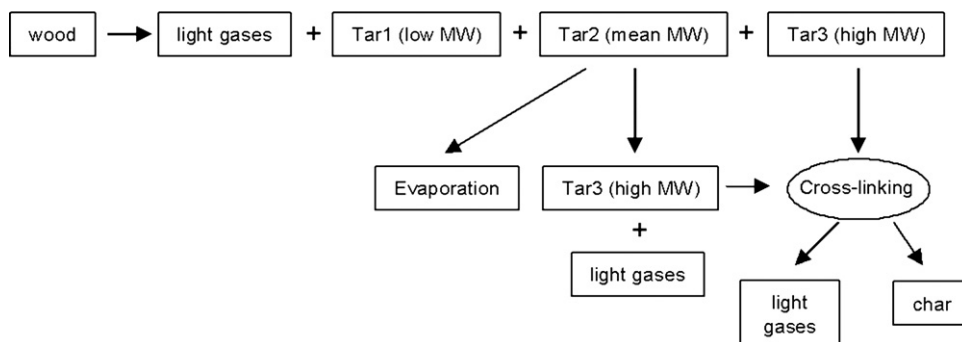 wood light gases + Tar1 (low MW) + Tar2 (mean MW) + Tar3 (high MW)
Evaporation Tar3 (high MW) Cross-linking
+
light gases
light
gases
char